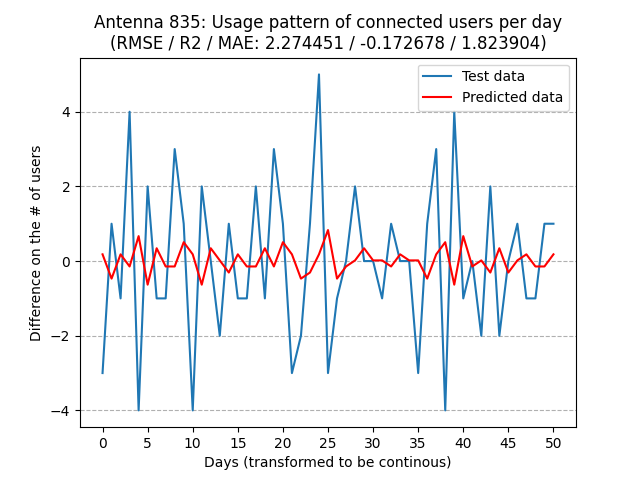 Antenna 835: Usage pattern of connected users per day
(RMSE / R2 / MAE: 2.274451 / -0.172678 / 1.823904)
Test data
Predicted data
Difference on the # of users
4
2
0
−2
−4
0 5 10 15 20 25 30 35 40 45 50
Days (transformed to be continous)